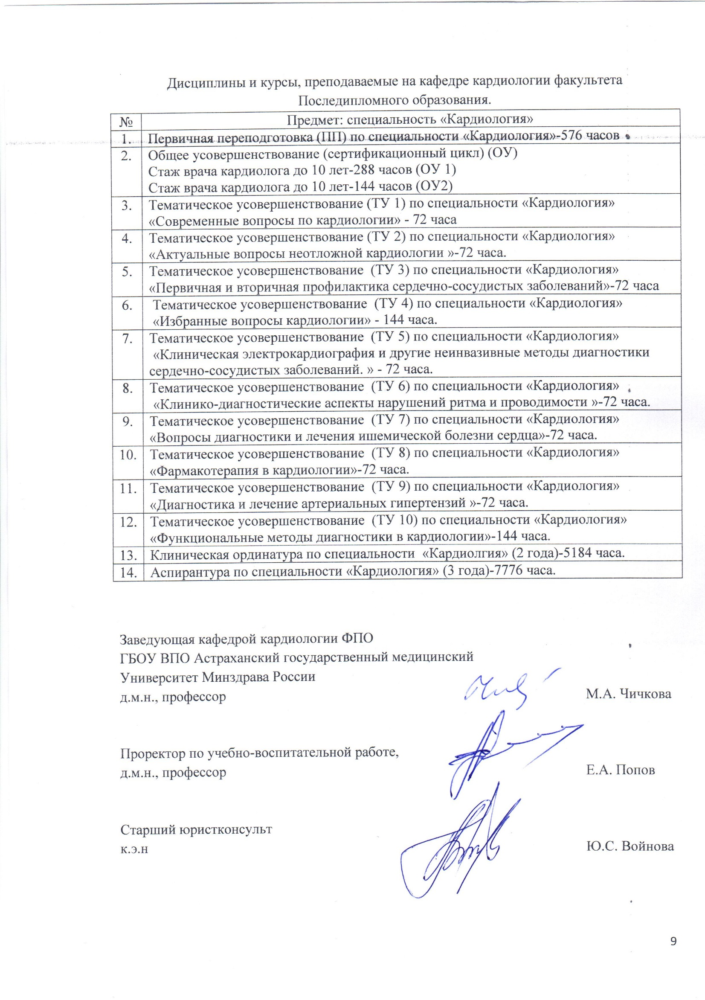 Дисциплины и курсы, преподаваемые на кафедре кардиологии факультета
Последипломного образования.
№ Предмет: специальность «Кардиология»
1. Первичная переподготовка (ПП) по специальности «Кардиология»-576 часов
2. Общее усовершенствование (сертификационный цикл) (ОУ)
Стаж врача кардиолога до 10 лет-288 часов (ОУ 1)
Стаж врача кардиолога до 10 лет-144 часов (ОУ2)
3. Тематическое усовершенствование (ТУ 1) по специальности «Кардиология»
«Современные вопросы по кардиологии» - 72 часа
4. Тематическое усовершенствование (ТУ 2) по специальности «Кардиология»
«Актуальные вопросы неотложной кардиологии »-72 часа.
5. Тематическое усовершенствование (ТУ 3) по специальности «Кардиология»
«Первичная и вторичная профилактика сердечно-сосудистых заболеваний»-72 часа
6. Тематическое усовершенствование (ТУ 4) по специальности «Кардиология»
«Избранные вопросы кардиологии» - 144 часа.
7. Тематическое усовершенствование (ТУ 5) по специальности «Кардиология»
«Клиническая электрокардиография и другие неинвазивные методы диагностики
сердечно-сосудистых заболеваний. » - 72 часа.
8. Тематическое усовершенствование (ТУ 6) по специальности «Кардиология»
«Клинико-диагностические аспекты нарушений ритма и проводимости »-72 часа.
9. Тематическое усовершенствование (ТУ 7) по специальности «Кардиология»
«Вопросы диагностики и лечения ишемической болезни сердца»-72 часа.
10. Тематическое усовершенствование (ТУ 8) по специальности «Кардиология»
«Фармакотерапия в кардиологии»-72 часа.
11. Тематическое усовершенствование (ТУ 9) по специальности «Кардиология»
«Диагностика и лечение артериальных гипертензий »-72 часа.
12. Тематическое усовершенствование (ТУ 10) по специальности «Кардиология»
«Функциональные методы диагностики в кардиологии»-144 часа.
13. Клиническая ординатура по специальности «Кардиолгия» (2 года)-5184 часа.
14. Аспирантура по специальности «Кардиология» (3 года)-7776 часа.
Заведующая кафедрой кардиологии ФПО
ГБОУ ВПО Астраханский государственный медицинский
Университет Минздрава России
д.м.н., профессор М.А. Чичкова
Проректор по учебно-воспитательной работе,
д.м.н., профессор Е.А. Попов
Старший юристконсульт
к.э.н Ю.С. Войнова
9